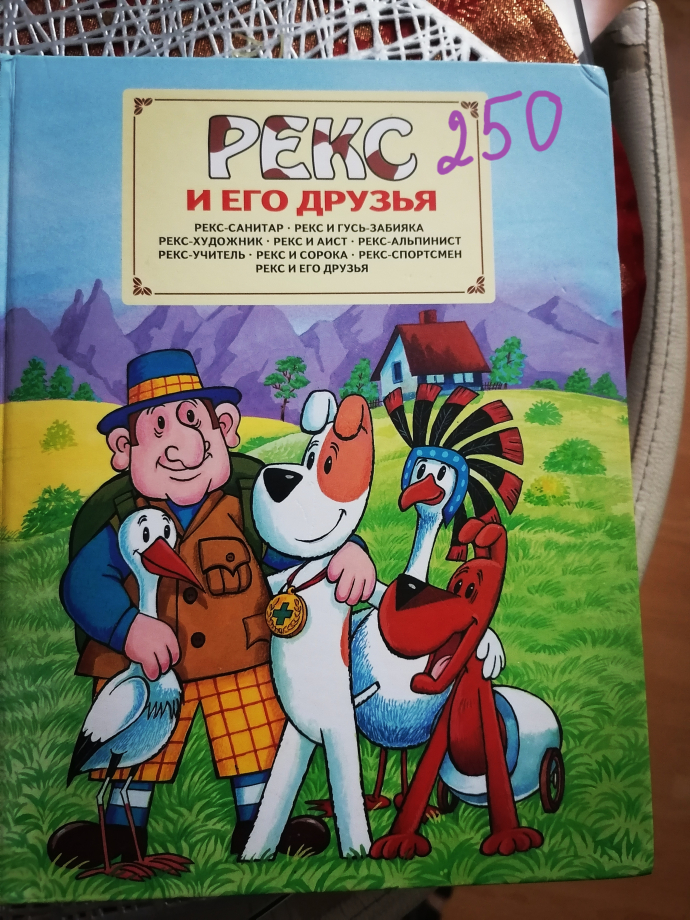 РЕКС
250
И ЕГО ДРУЗЬЯ
РЕКС-САНИТАР · РЕКС И ГУСЬ-ЗАБИЯКА
РЕКС-ХУДОЖНИК · РЕКС И АИСТ · РЕКС-АЛЬПИНИСТ
РЕКС-УЧИТЕЛЬ · РЕКС И СОРОКА · РЕКС-СПОРТСМЕН
РЕКС И ЕГО ДРУЗЬЯ